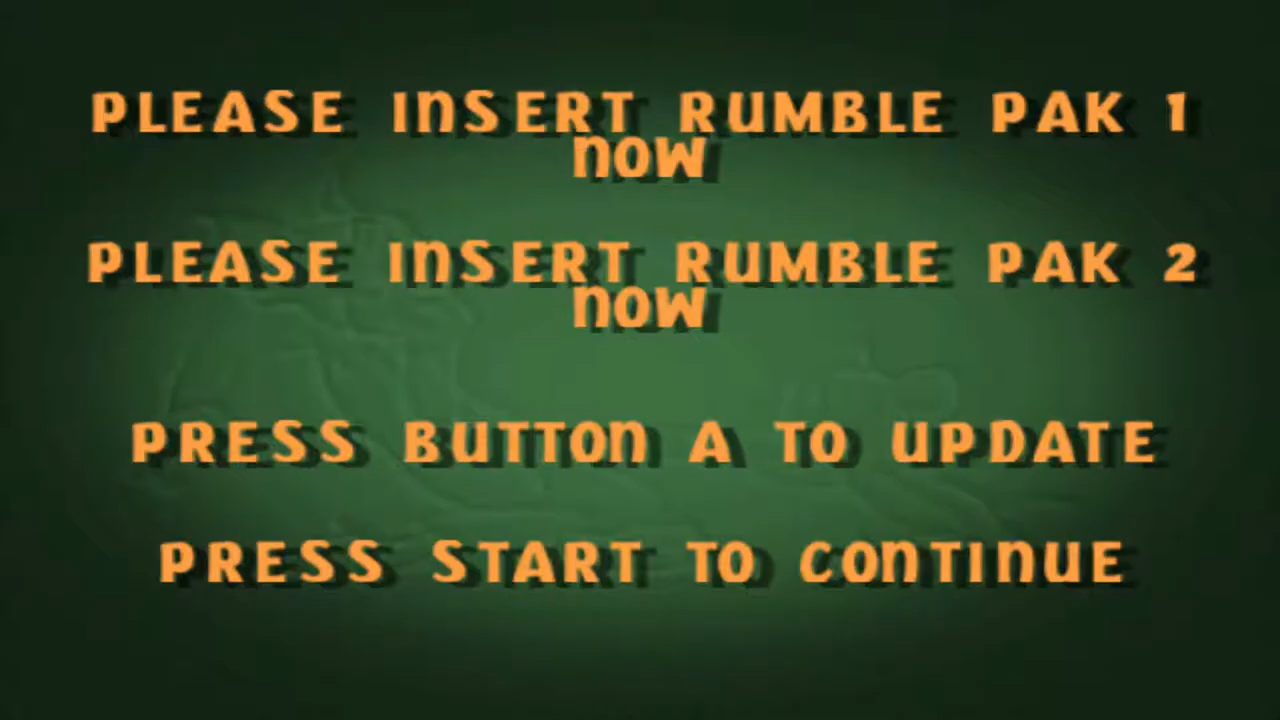 PLEASE INSERT RUMBLE PAK 1
NOW
PLEASE INSERT RUMBLE PAK 2
NOW
PRESS BUTTON A TO UPDATE
PRESS START TO CONTINUE